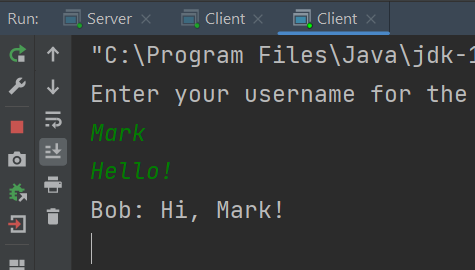 Run: Server Client Client
"C:\Program Files\Java\jdk-1
Enter your username for the
Mark
Hello!
Bob: Hi, Mark!